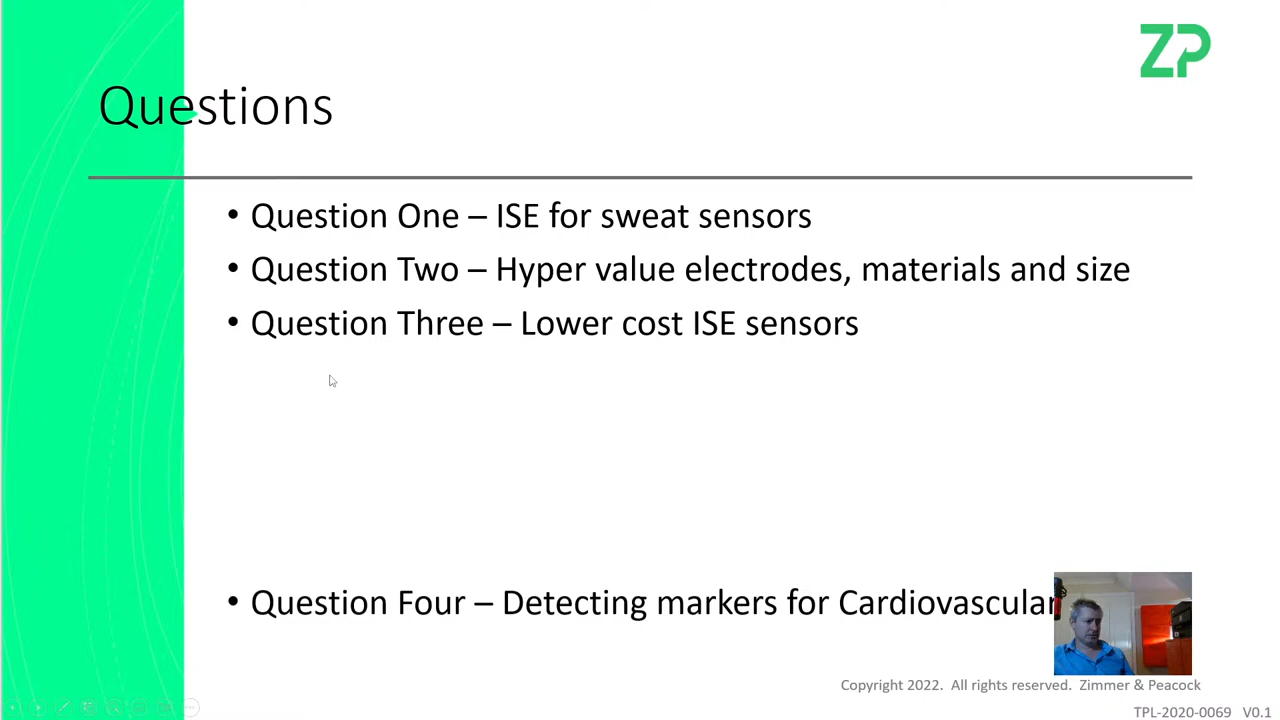 ZP
Questions
• Question One – ISE for sweat sensors
• Question Two – Hyper value electrodes, materials and size
• Question Three – Lower cost ISE sensors
• Question Four – Detecting markers for Cardiovascular
Copyright 2022. All rights reserved. Zimmer & Peacock
TPL-2020-0069 V0.1